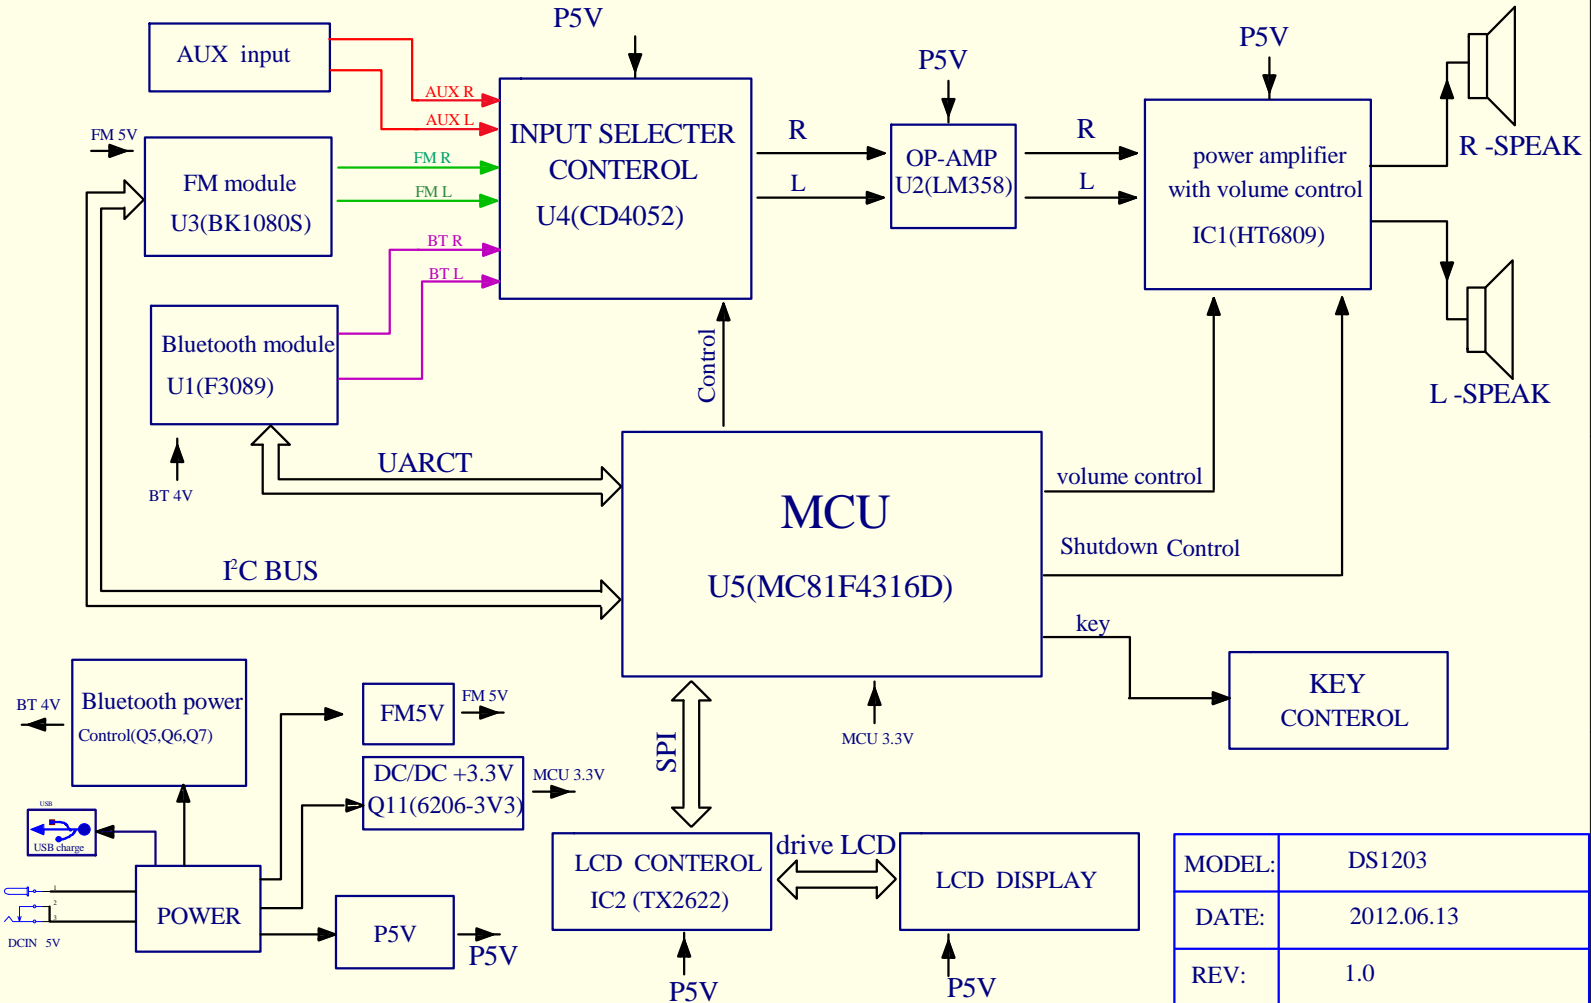 P5V
AUX input
AUX R
AUX L
FM 5V
FM module
U3(BK1080S)
FM R
FM L
BT R
BT L
INPUT SELECTER
CONTEROL
U4(CD4052)
R
L
P5V
OP-AMP
U2(LM358)
R
L
P5V
power amplifier
with volume control
IC1(HT6809)
R -SPEAK
L -SPEAK
Bluetooth module
U1(F3089)
BT 4V
UARCT
I²C BUS
Control
MCU
U5(MC81F4316D)
volume control
Shutdown Control
key
KEY
CONTEROL
MCU 3.3V
SPI
BT 4V
Bluetooth power
Control(Q5,Q6,Q7)
FM5V
FM 5V
DC/DC +3.3V
Q11(6206-3V3)
MCU 3.3V
USB
USB charge
POWER
1
2
3
DCIN 5V
P5V
P5V
LCD CONTEROL
IC2 (TX2622)
drive LCD
LCD DISPLAY
P5V
P5V
MODEL: DS1203
DATE: 2012.06.13
REV: 1.0